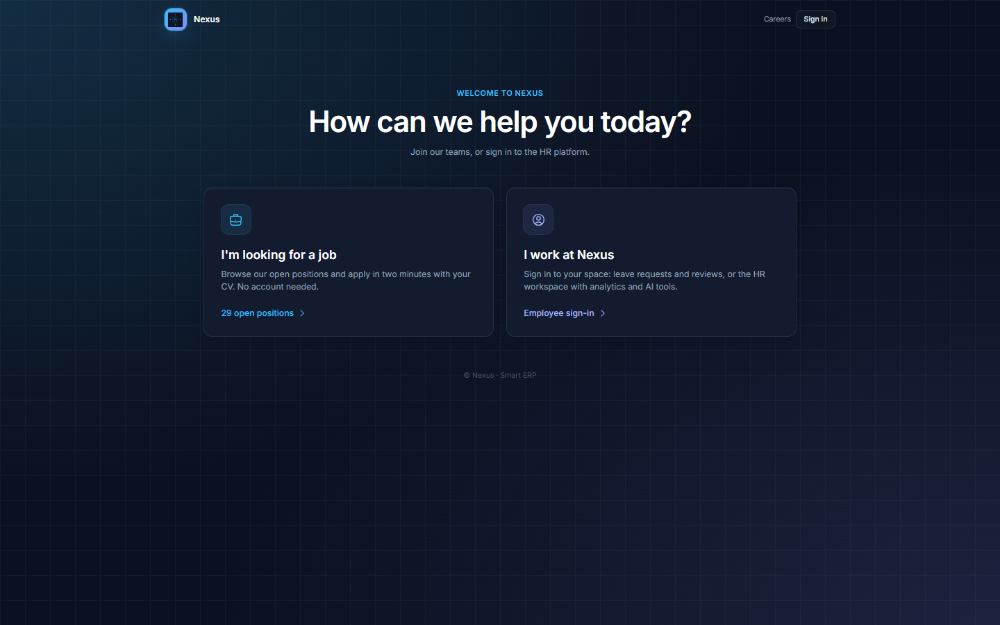 Nexus
Careers
Sign in
WELCOME TO NEXUS
How can we help you today?
Join our teams, or sign in to the HR platform.
I'm looking for a job
Browse our open positions and apply in two minutes with your
CV. No account needed.
29 open positions
I work at Nexus
Sign in to your space: leave requests and reviews, or the HR
workspace with analytics and AI tools.
Employee sign-in
© Nexus · Smart ERP